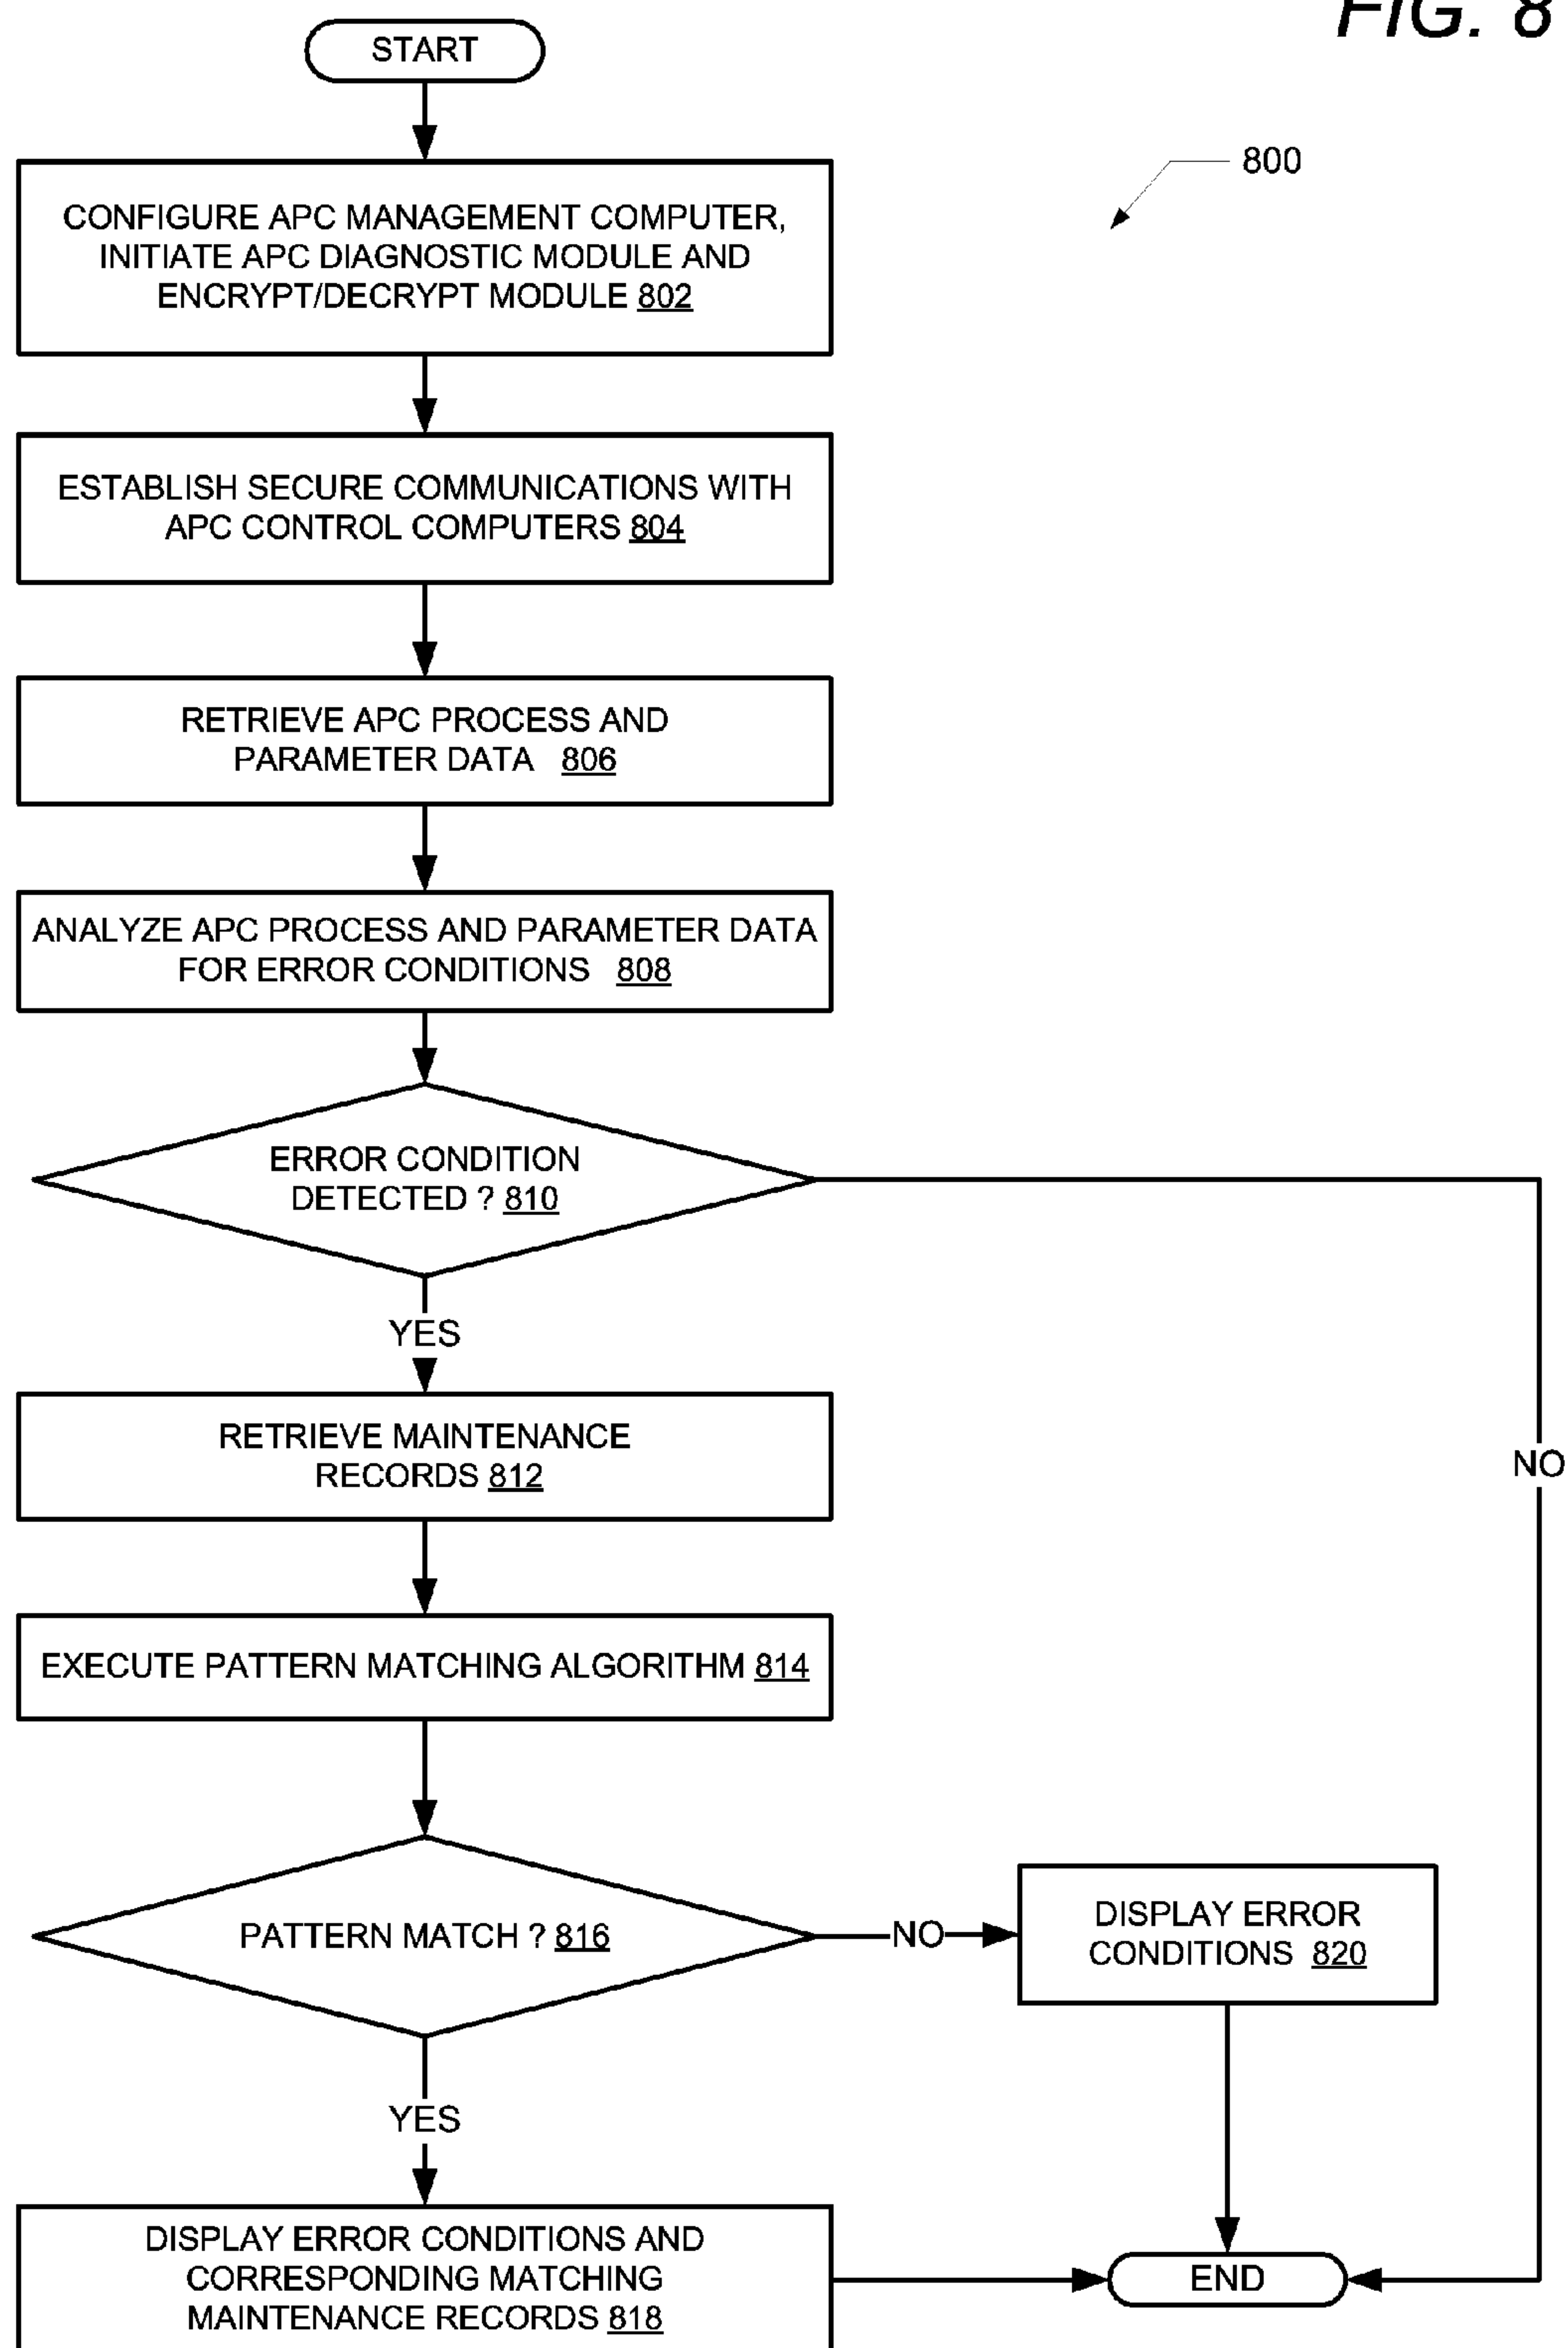 FIG. 8
START
800
CONFIGURE APC MANAGEMENT COMPUTER,
INITIATE APC DIAGNOSTIC MODULE AND
ENCRYPT/DECRYPT MODULE 802
ESTABLISH SECURE COMMUNICATIONS WITH
APC CONTROL COMPUTERS 804
RETRIEVE APC PROCESS AND
PARAMETER DATA 806
ANALYZE APC PROCESS AND PARAMETER DATA
FOR ERROR CONDITIONS 808
ERROR CONDITION
DETECTED ? 810
YES
NO
RETRIEVE MAINTENANCE
RECORDS 812
EXECUTE PATTERN MATCHING ALGORITHM 814
PATTERN MATCH ? 816
NO
DISPLAY ERROR
CONDITIONS 820
YES
DISPLAY ERROR CONDITIONS AND
CORRESPONDING MATCHING
MAINTENANCE RECORDS 818
END